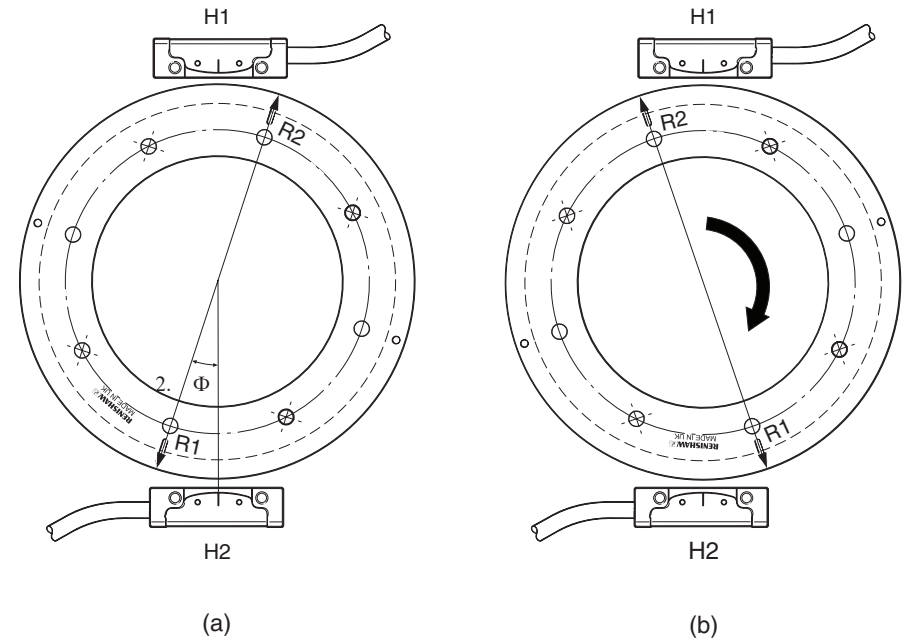 H1
R2
2.
Φ
RENISHAW
MADE IN UK
R1
H2
(a)
H1
R2
RENISHAW
MADE IN UK
R1
H2
(b)